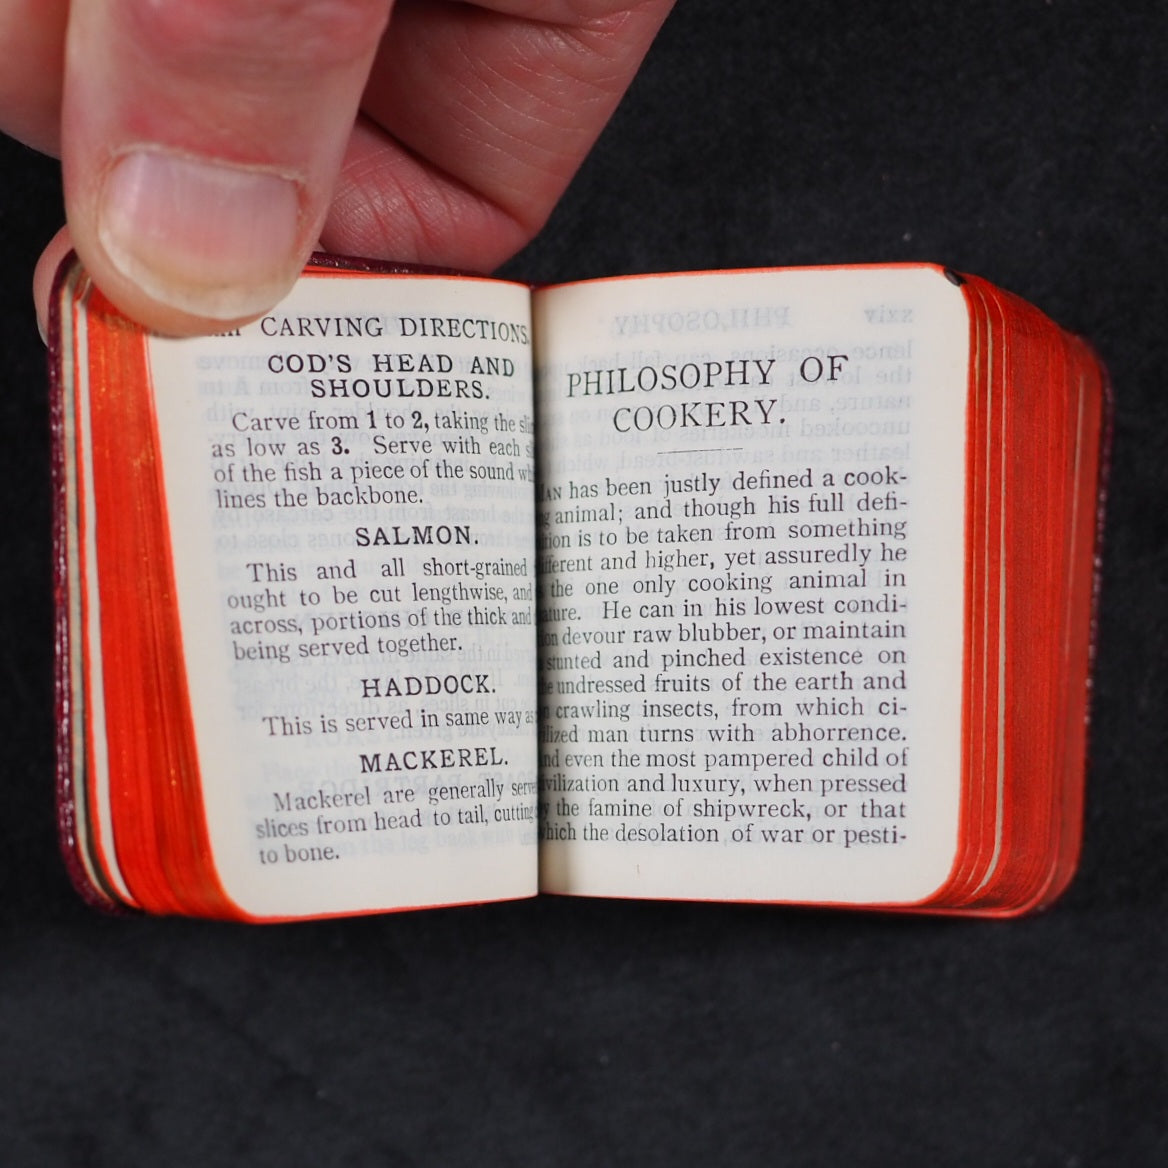 CARVING DIRECTIONS.
COD'S HEAD AND
SHOULDERS.
Carve from 1 to 2, taking the
as low as 3. Serve with each
of the fish a piece of the sound
lines the backbone.
SALMON.
This and all short-grained
ought to be cut lengthwise, and
across, portions of the thick and
being served together.
HADDOCK.
This is served in same way as
MACKEREL.
Mackerel are generally
slices from head to tail, cutting
to bone.
PHILOSOPHY OF
COOKERY.
has been justly defined a cook-
animal; and though his full defi-
is to be taken from something
and higher, yet assuredly he
the one only cooking animal in
He can in his lowest condi-
devour raw blubber, or maintain
stunted and pinched existence on
undressed fruits of the earth and
crawling insects, from which ci-
man turns with abhorrence.
even the most pampered child of
and luxury, when pressed
the famine of shipwreck, or that
the desolation of war or pesti-
xxiv
PHILOSOPHY